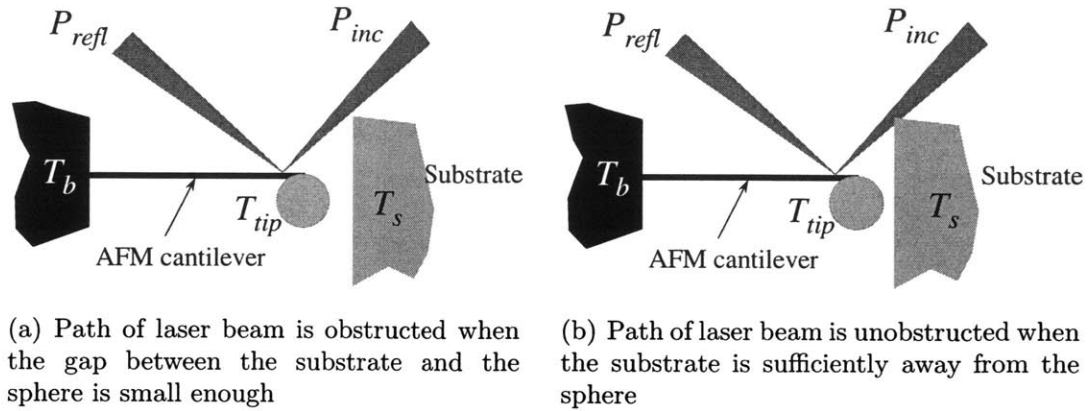 P_refl
P_inc
T_b
T_tip
T_s
Substrate
AFM cantilever
(a) Path of laser beam is obstructed when
the gap between the substrate and the
sphere is small enough
P_refl
P_inc
T_b
T_tip
T_s
Substrate
AFM cantilever
(b) Path of laser beam is unobstructed when
the substrate is sufficiently away from the
sphere